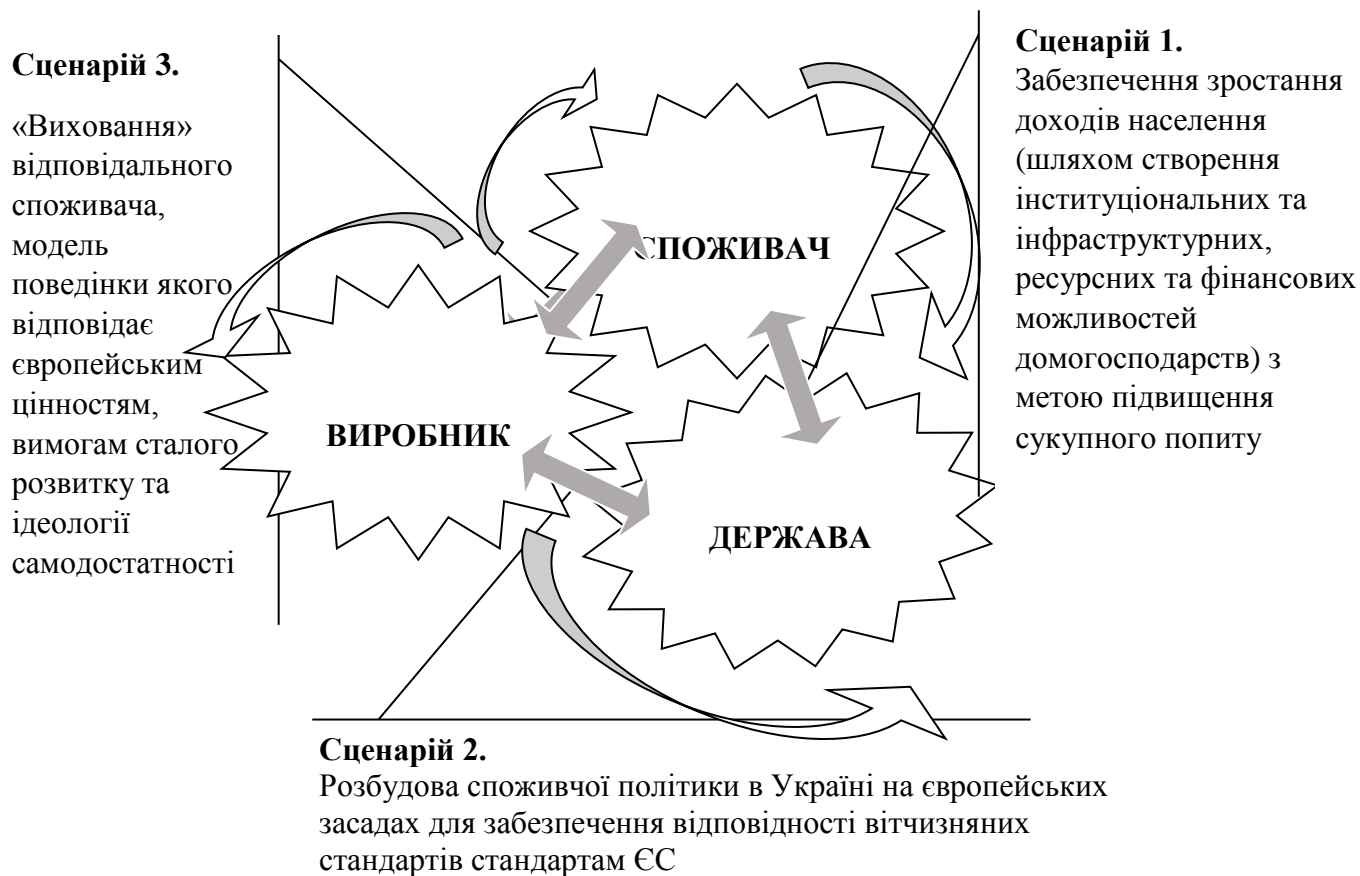 Сценарій 3.
«Виховання»
відповідального
споживача,
модель
поведінки якого
відповідає
європейським
цінностям,
вимогам сталого
розвитку та
ідеології
самодостатності
СПОЖИВАЧ
ВИРОБНИК
ДЕРЖАВА
Сценарій 1.
Забезпечення зростання
доходів населення
(шляхом створення
інституціональних та
інфраструктурних,
ресурсних та фінансових
можливостей
домогосподарств) з
метою підвищення
сукупного попиту
Сценарій 2.
Розбудова споживчої політики в Україні на європейських
засадах для забезпечення відповідності вітчизняних
стандартів стандартам ЄС